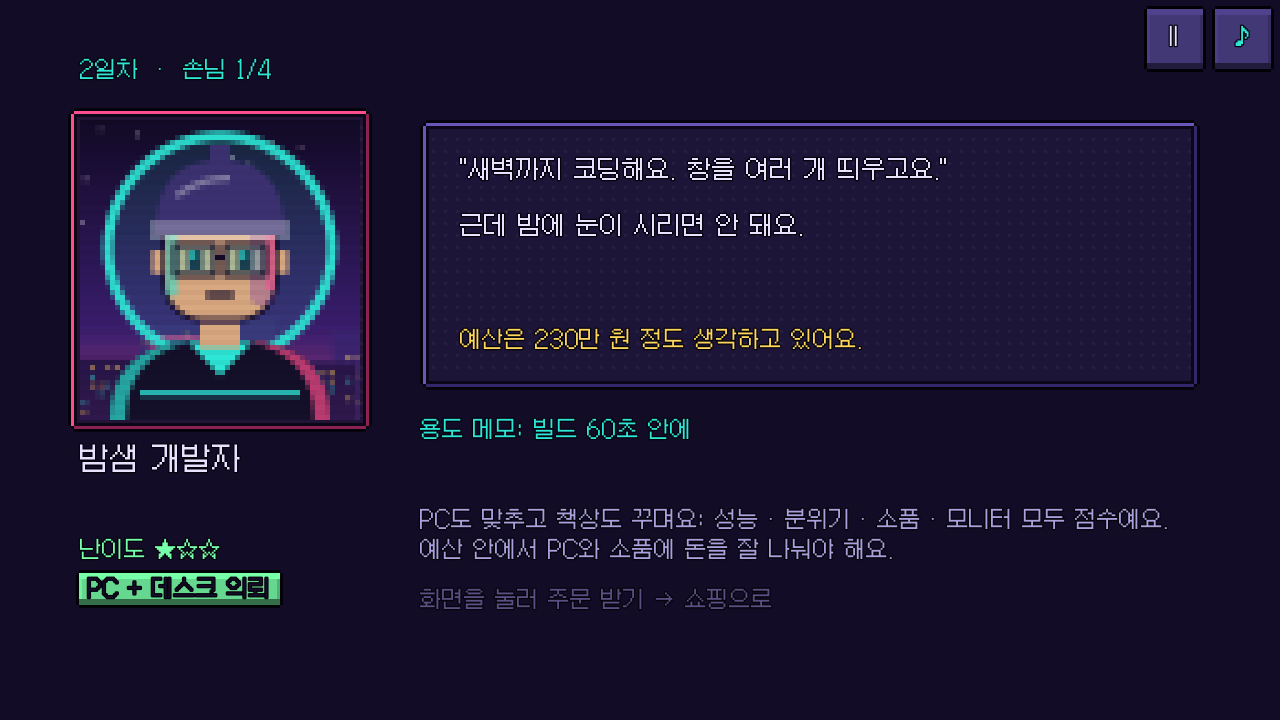 2일차 · 손님 1/4
"새벽까지 코딩해요. 창을 여러 개 띄우고요."
근데 밤에 눈이 시리면 안 돼요.
예산은 230만 원 정도 생각하고 있어요.
용도 메모: 빌드 60초 안에
밤샘 개발자
난이도 ★☆☆
PC + 데스크 의뢰
PC도 맞추고 책상도 꾸며요: 성능 · 분위기 · 소품 · 모니터 모두 점수예요.
예산 안에서 PC와 소품에 돈을 잘 나눠야 해요.
화면을 눌러 주문 받기 → 쇼핑으로